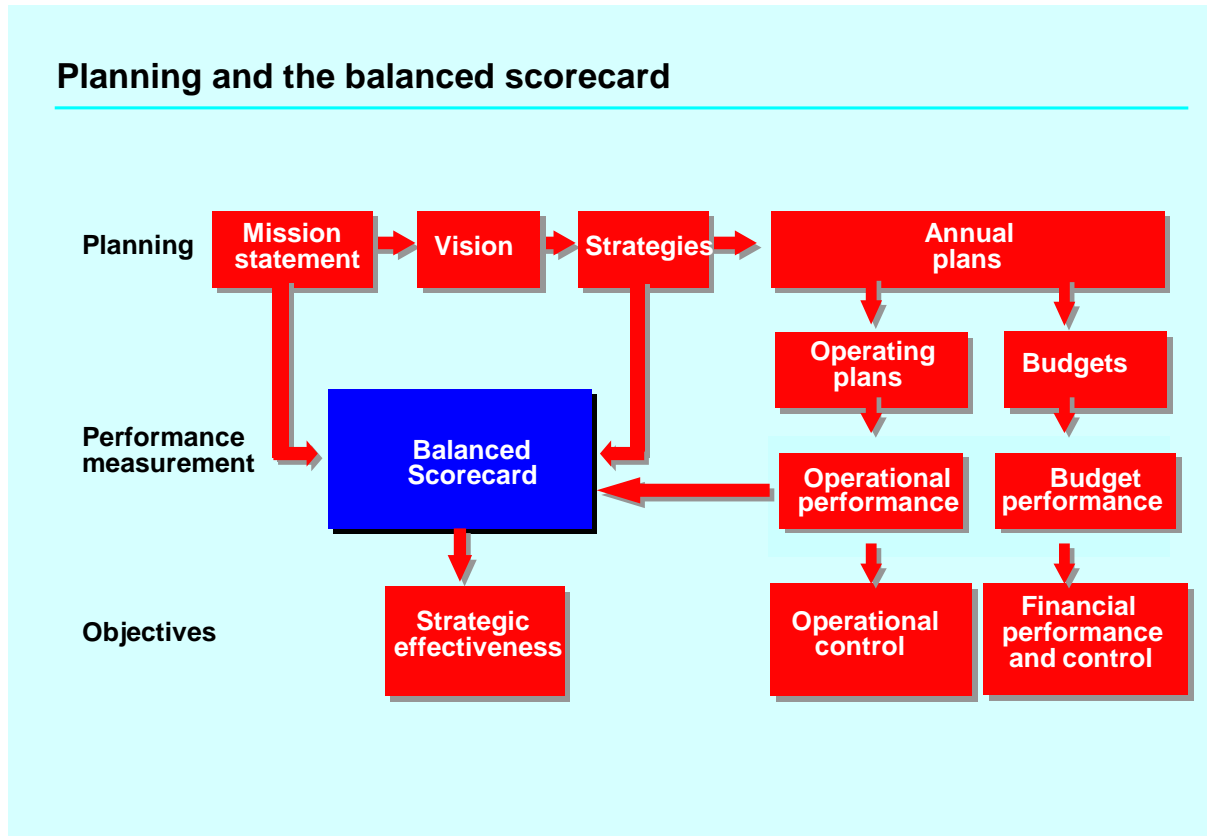 Planning and the balanced scorecard
Planning
Mission
statement
Vision
Strategies
Annual
plans
Operating
plans
Budgets
Performance
measurement
Balanced
Scorecard
Operational
performance
Budget
performance
Objectives
Strategic
effectiveness
Operational
control
Financial
performance
and control